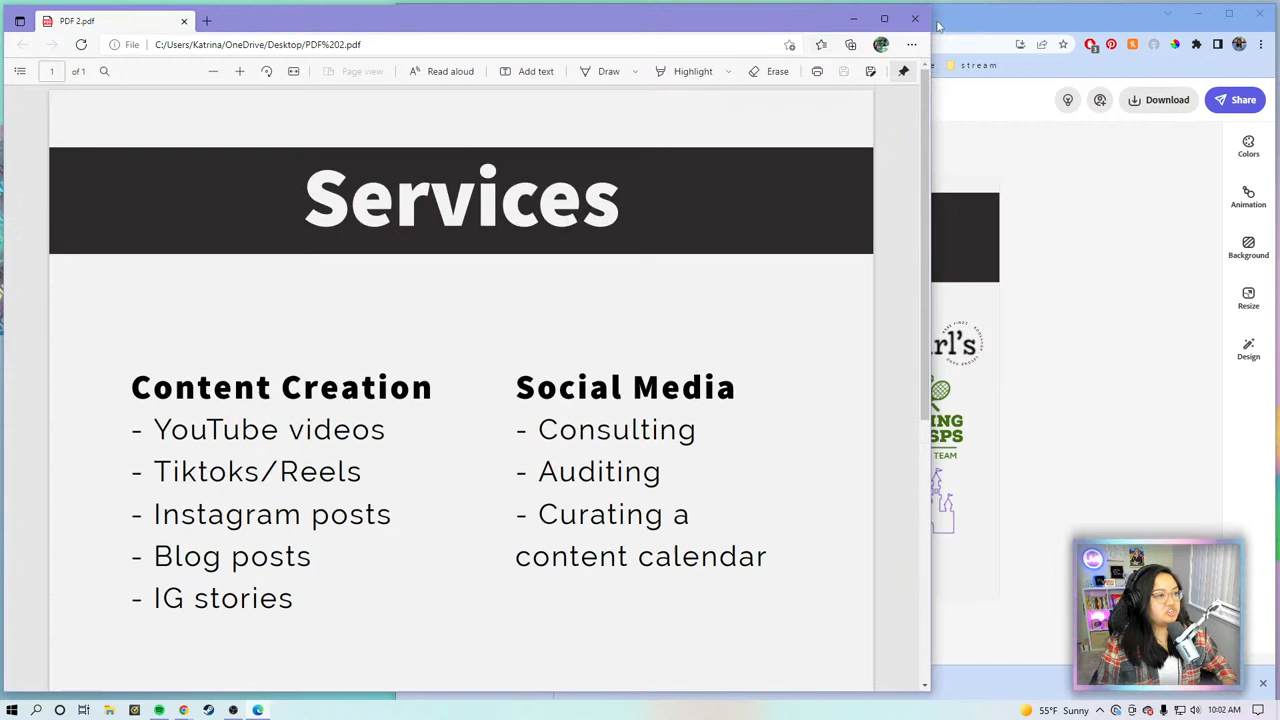 PDF 2.pdf
File C:/Users/Katrina/OneDrive/Desktop/PDF%202.pdf
1 of 1 Page view Read aloud Add text Draw Highlight Erase
stream
Download Share
Services
Content Creation
- YouTube videos
- Tiktoks/Reels
- Instagram posts
- Blog posts
- IG stories
Social Media
- Consulting
- Auditing
- Curating a
content calendar
Colors
Animation
Background
Resize
Design
TEAM
55°F Sunny 10:02 AM